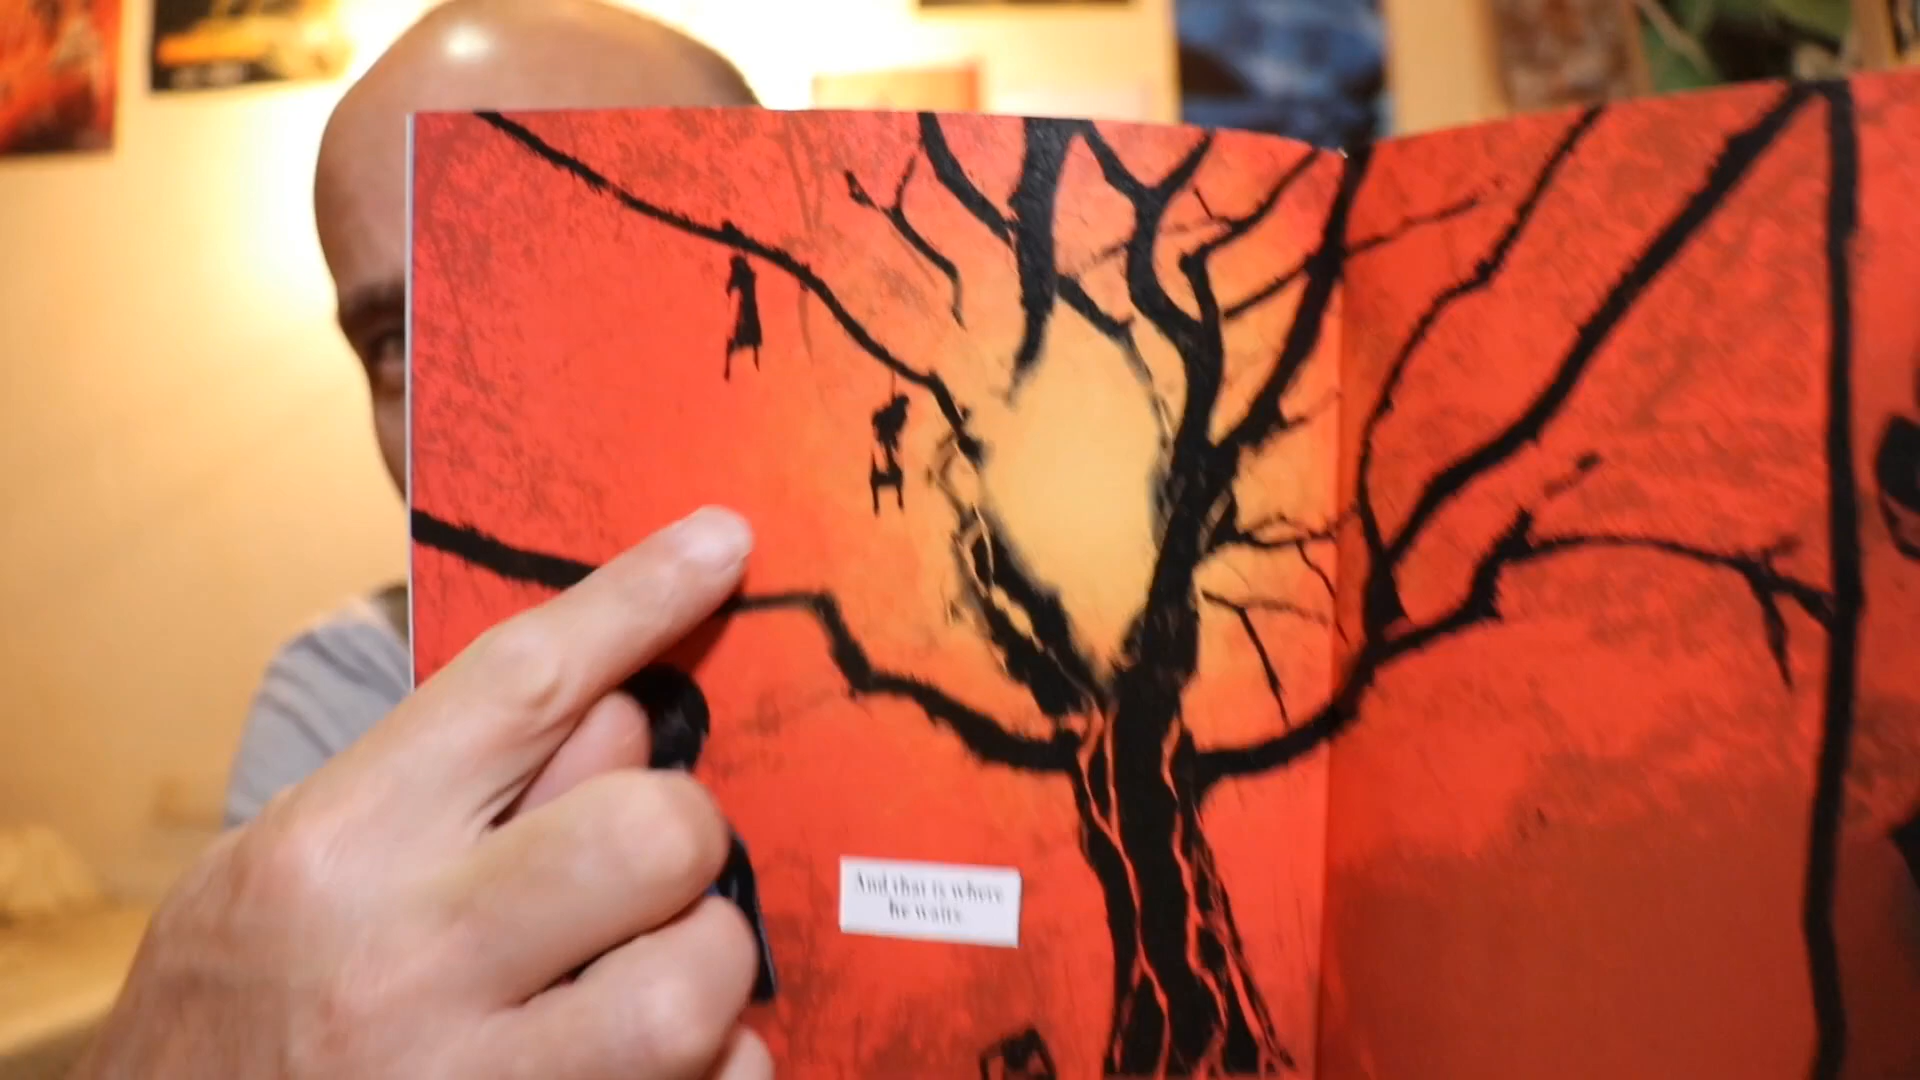 And that is where
he waits.